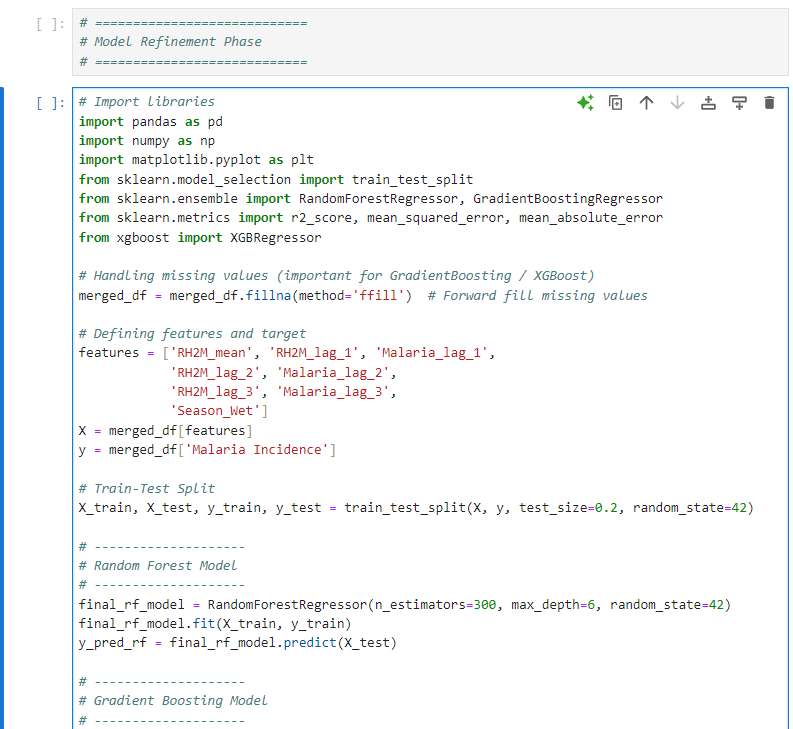 [ ]:
# ============================
# Model Refinement Phase
# ============================
[ ]:
# Import libraries
import pandas as pd
import numpy as np
import matplotlib.pyplot as plt
from sklearn.model_selection import train_test_split
from sklearn.ensemble import RandomForestRegressor, GradientBoostingRegressor
from sklearn.metrics import r2_score, mean_squared_error, mean_absolute_error
from xgboost import XGBRegressor
# Handling missing values (important for GradientBoosting / XGBoost)
merged_df = merged_df.fillna(method='ffill')  # Forward fill missing values
# Defining features and target
features = ['RH2M_mean', 'RH2M_lag_1', 'Malaria_lag_1',
            'RH2M_lag_2', 'Malaria_lag_2',
            'RH2M_lag_3', 'Malaria_lag_3',
            'Season_Wet']
X = merged_df[features]
y = merged_df['Malaria Incidence']
# Train-Test Split
X_train, X_test, y_train, y_test = train_test_split(X, y, test_size=0.2, random_state=42)
# --------------------
# Random Forest Model
# --------------------
final_rf_model = RandomForestRegressor(n_estimators=300, max_depth=6, random_state=42)
final_rf_model.fit(X_train, y_train)
y_pred_rf = final_rf_model.predict(X_test)
# --------------------
# Gradient Boosting Model
# --------------------